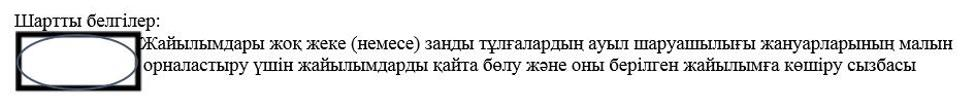 Шартты белгілер:
Жайылымдары жоқ жеке (немесе) заңды тұлғалардың ауыл шаруашылығы жануарларының малын
орналастыру үшін жайылымдарды қайта бөлу және оны берілген жайылымға көшіру сызбасы